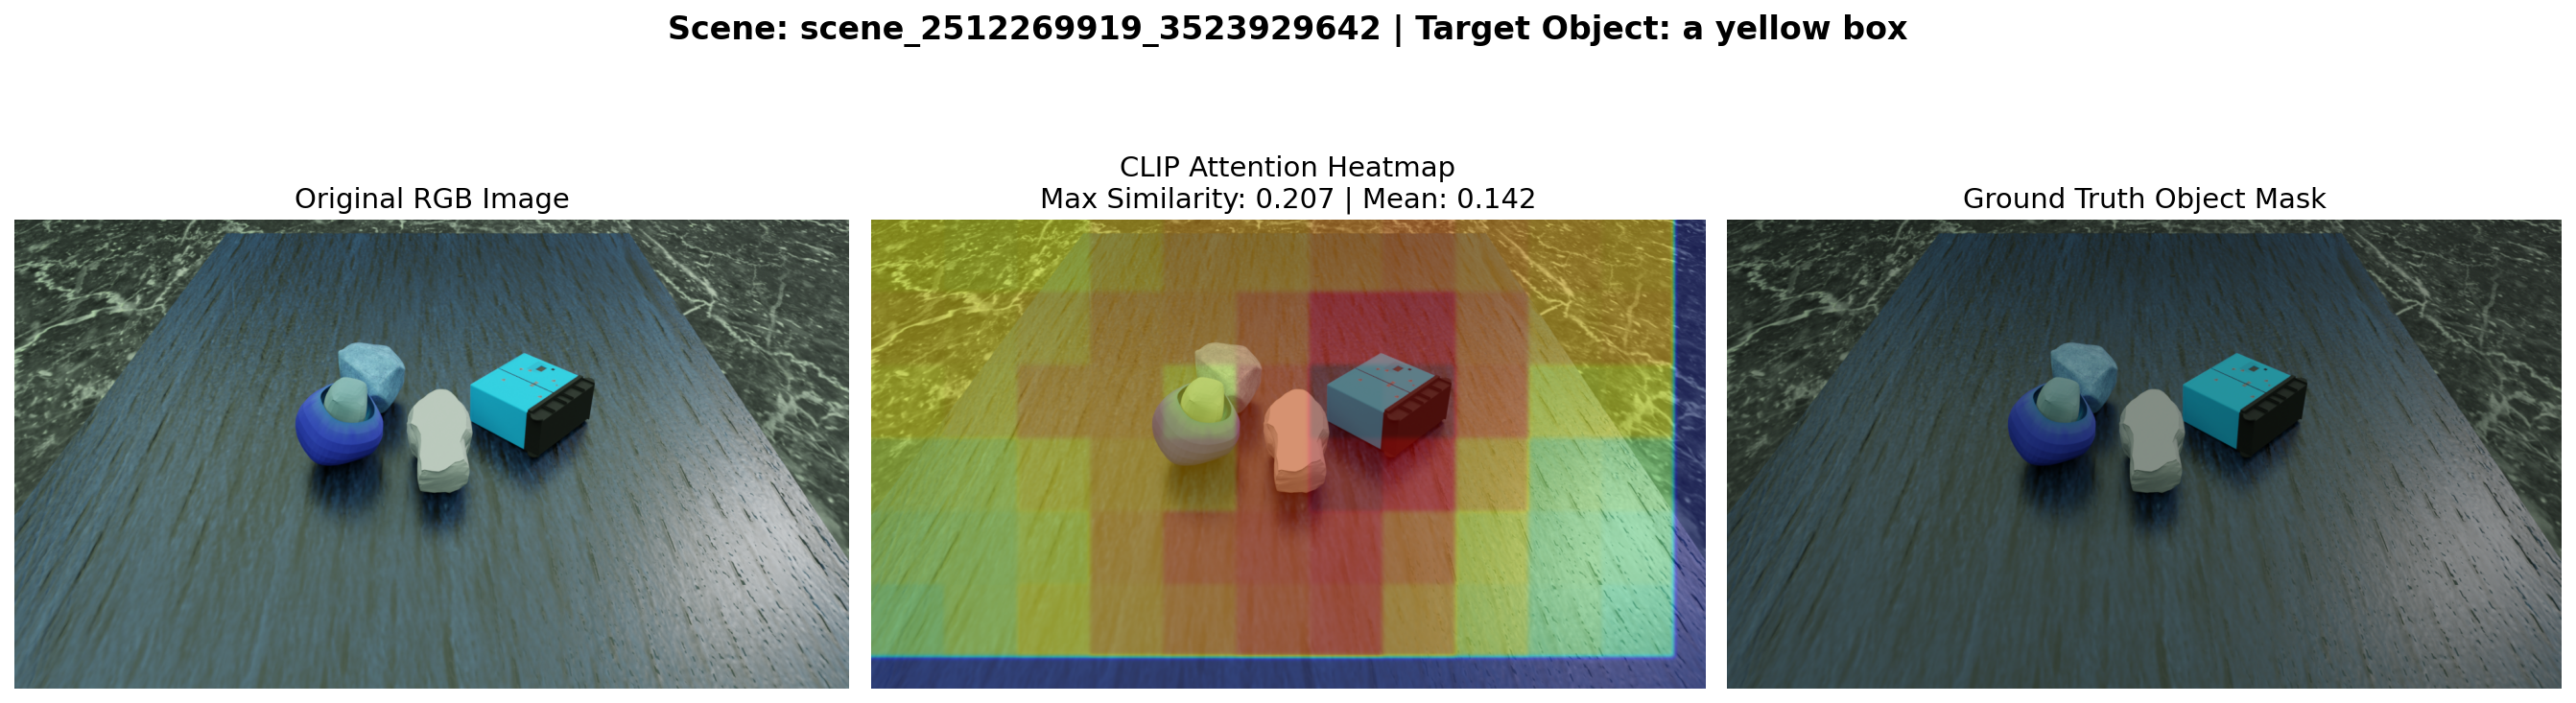 Scene: scene_2512269919_3523929642 | Target Object: a yellow box
Original RGB Image
CLIP Attention Heatmap
Max Similarity: 0.207 | Mean: 0.142
Ground Truth Object Mask